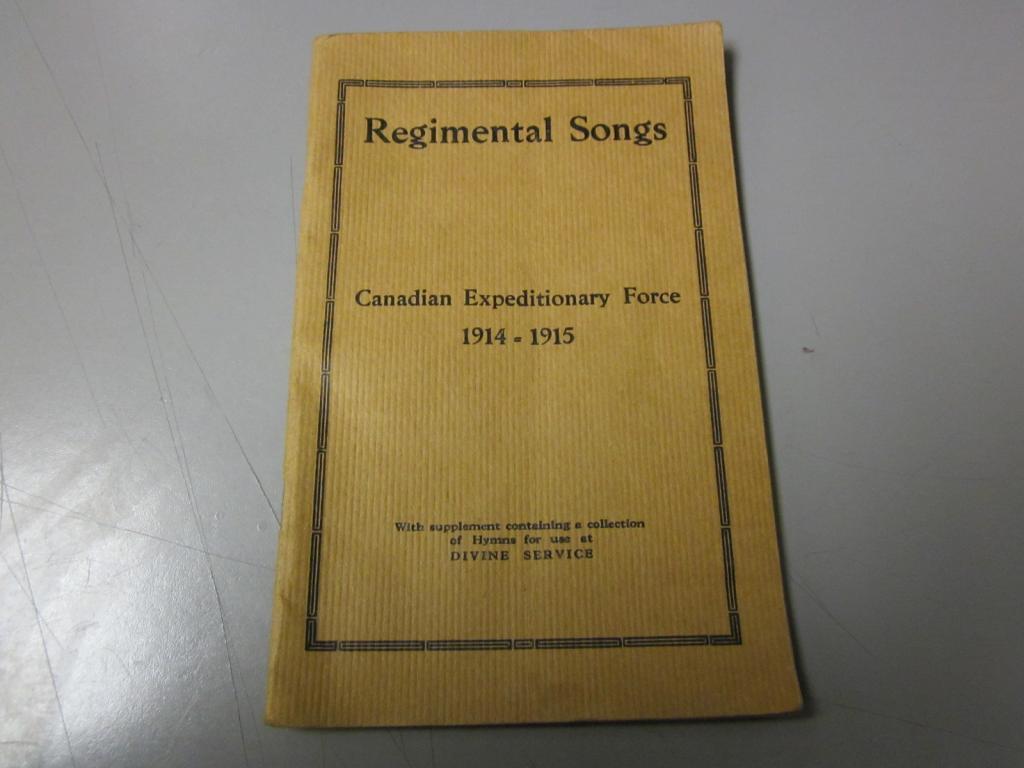 Regimental Songs
Canadian Expeditionary Force
1914 - 1915
With supplement containing a collection
of Hymns for use at
DIVINE SERVICE